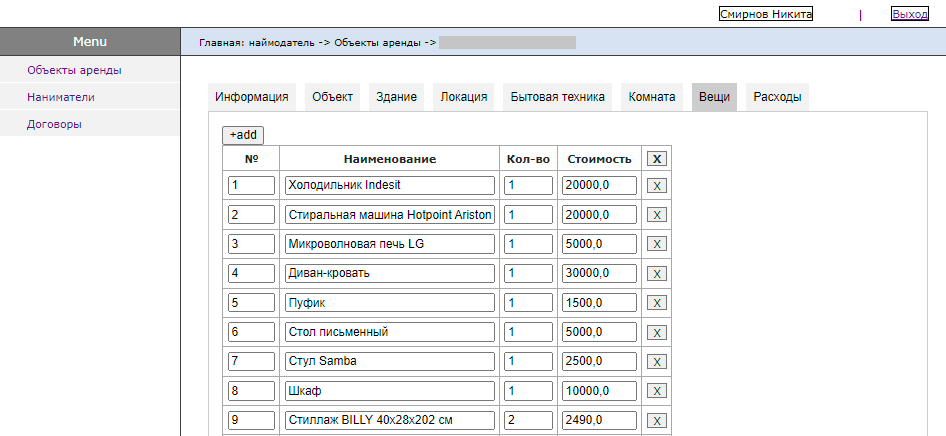 Смирнов Никита | Выход
Menu
Главная: наймодатель -> Объекты аренды ->
Объекты аренды
Наниматели
Договоры
Информация Объект Здание Локация Бытовая техника Комната Вещи Расходы
+add
№ Наименование Кол-во Стоимость X
1 Холодильник Indesit 1 20000,0 X
2 Стиральная машина Hotpoint Ariston 1 20000,0 X
3 Микроволновая печь LG 1 5000,0 X
4 Диван-кровать 1 30000,0 X
5 Пуфик 1 1500,0 X
6 Стол письменный 1 5000,0 X
7 Стул Samba 1 2500,0 X
8 Шкаф 1 10000,0 X
9 Стиллаж BILLY 40x28x202 см 2 2490,0 X